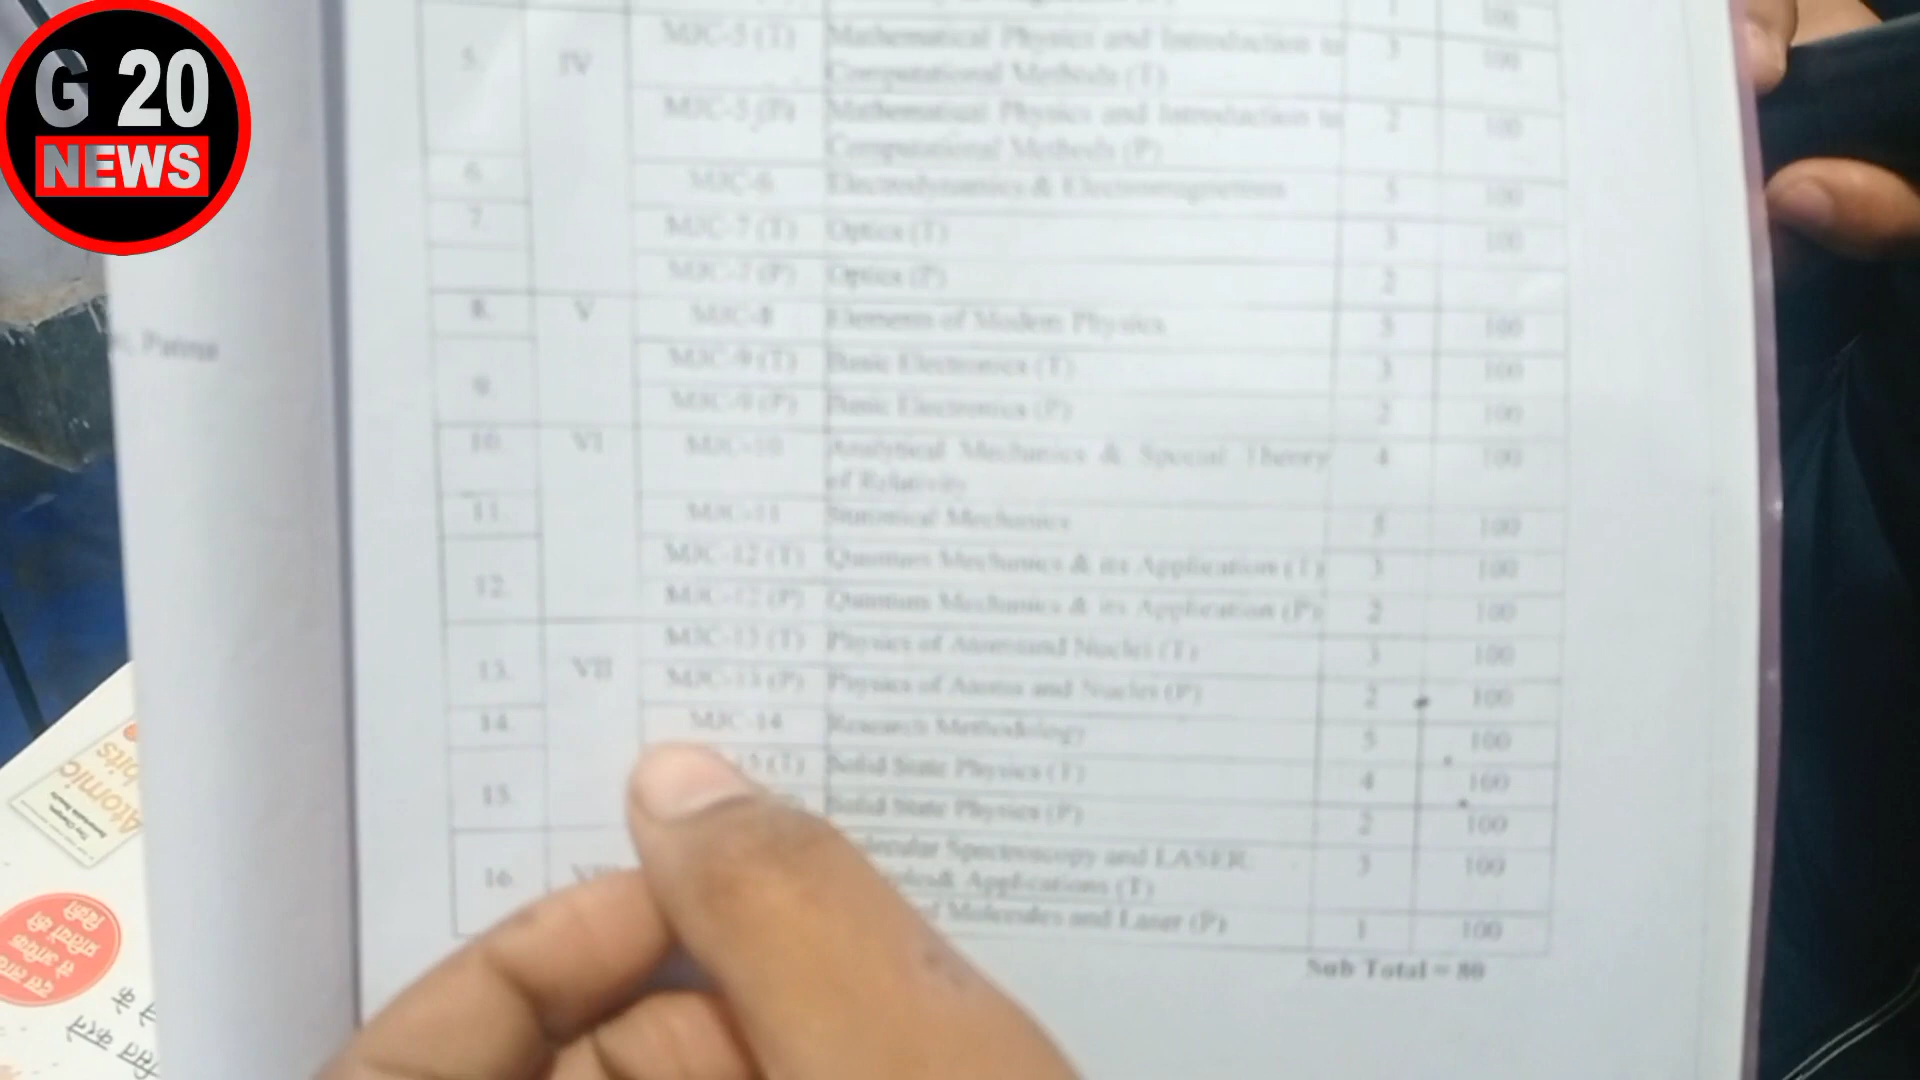 G 20
NEWS
5. IV MJC-5 (T) Mathematical Physics and Introduction to 3 100
Computational Methods (T)
MJC-5 (P) Mathematical Physics and Introduction to 2 100
Computational Methods (P)
6. MJC-6 Electrodynamics & Electromagnetism 5 100
7. MJC-7 (T) Optics (T) 3 100
MJC-7 (P) Optics (P) 2
8. V MJC-8 Elements of Modern Physics 5 100
9. MJC-9 (T) Basic Electronics (T) 3 100
MJC-9 (P) Basic Electronics (P) 2 100
Patna
10. VI MJC-10 Analytical Mechanics & Special Theory 4 100
of Relativity
11. MJC-11 Statistical Mechanics 5 100
12. MJC-12 (T) Quantum Mechanics & its Application (T) 3 100
MJC-12 (P) Quantum Mechanics & its Application (P) 2 100
13. VII MJC-13 (T) Physics of Atoms and Nuclei (T) 3 100
MJC-13 (P) Physics of Atoms and Nuclei (P) 2 100
14. MJC-14 Research Methodology 5 100
15. (T) Solid State Physics (T) 4 100
Solid State Physics (P) 2 100
16. Spectroscopy and LASER 3 100
& Applications (T)
Molecules and Laser (P) 1 100
Sub Total = 80
Atomic